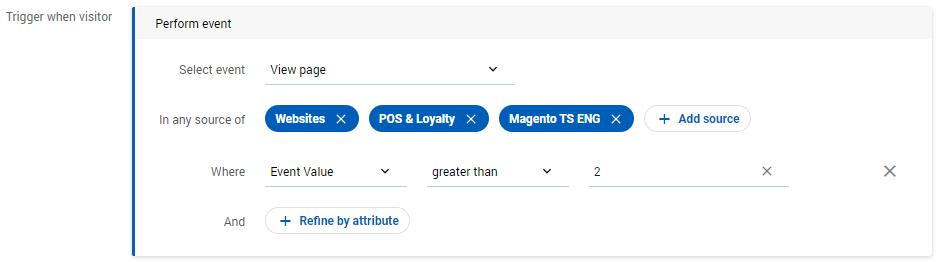 Trigger when visitor
Perform event
Select event View page
In any source of Websites POS & Loyalty Magento TS ENG + Add source
Where Event Value greater than 2
And + Refine by attribute